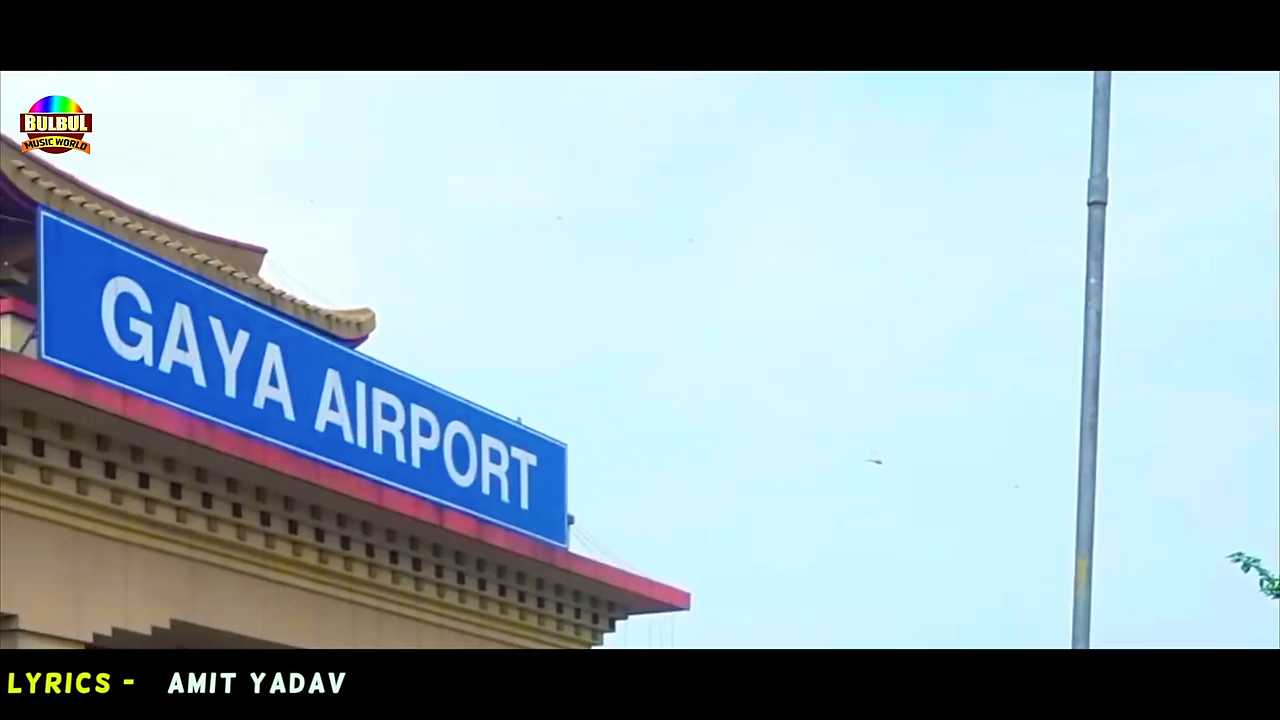 BULBUL
MUSIC WORLD
GAYA AIRPORT
LYRICS - AMIT YADAV